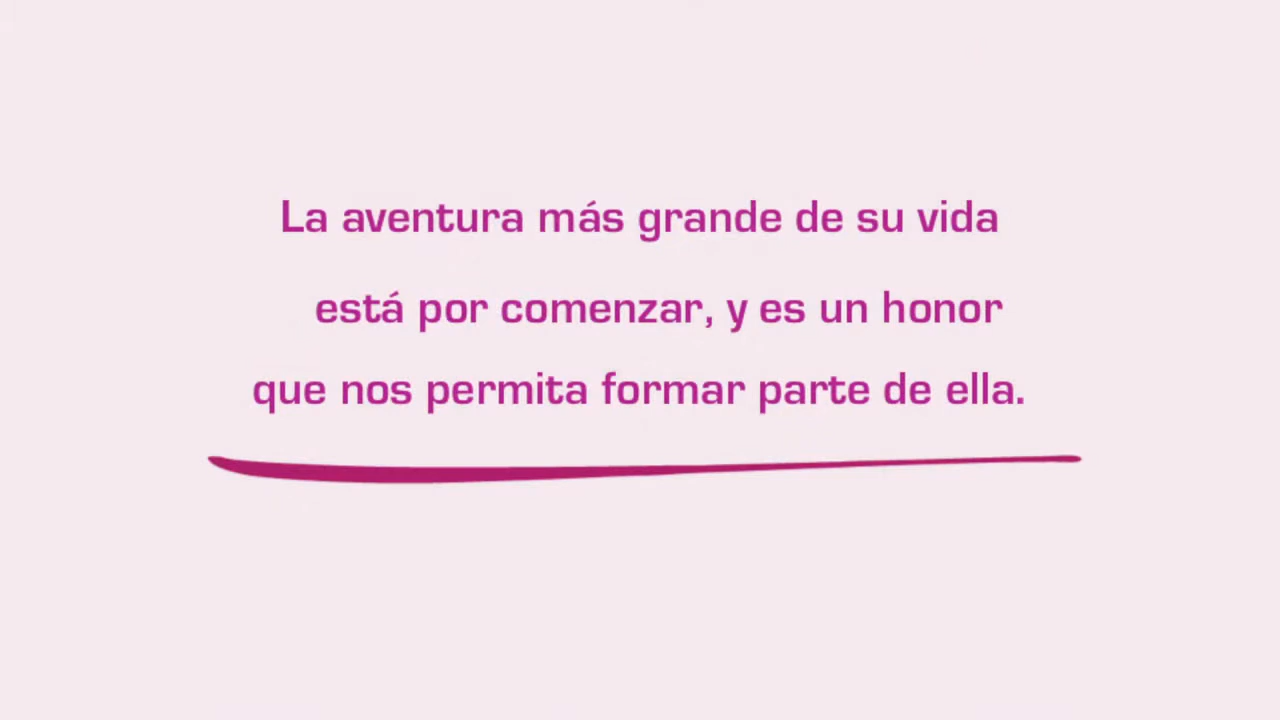 La aventura más grande de su vida
está por comenzar, y es un honor
que nos permita formar parte de ella.